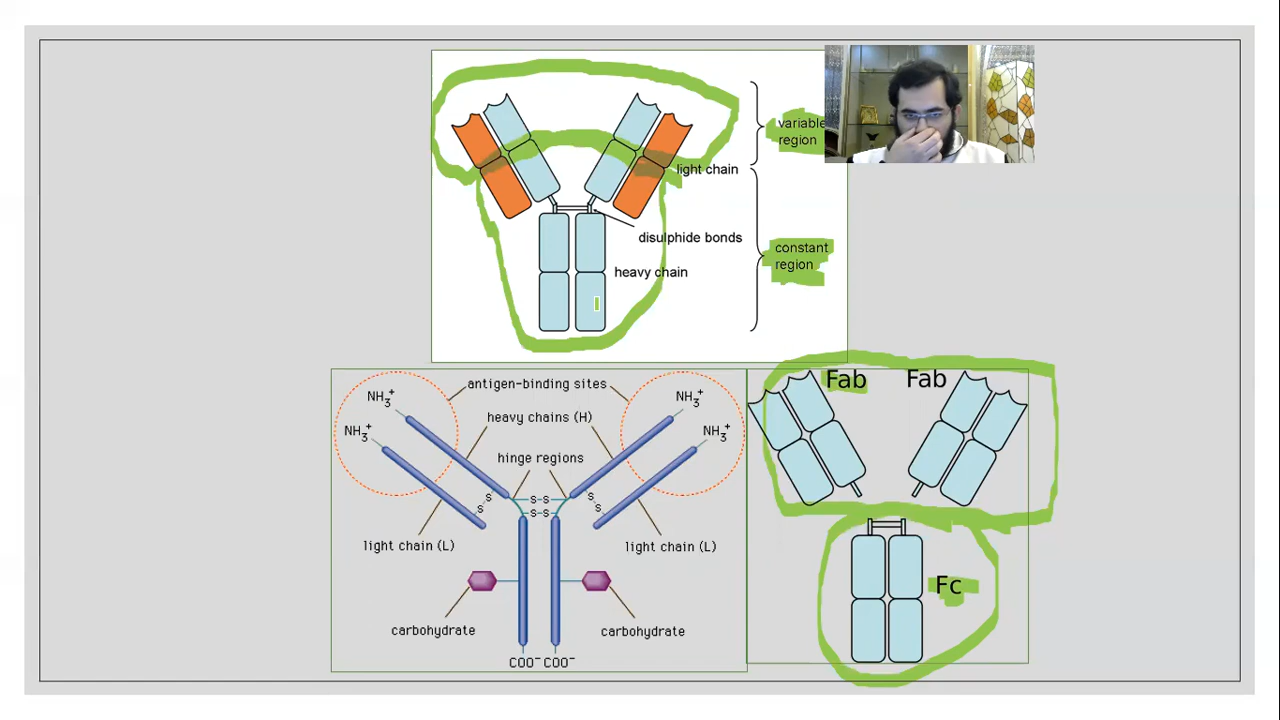 variable
region
light chain
disulphide bonds
constant
region
heavy chain
antigen-binding sites
NH3+
NH3+
heavy chains (H)
NH3+
NH3+
hinge regions
S
S
S-S
S-S
S
S
light chain (L)
light chain (L)
carbohydrate
carbohydrate
COO⁻ COO⁻
Fab
Fab
Fc